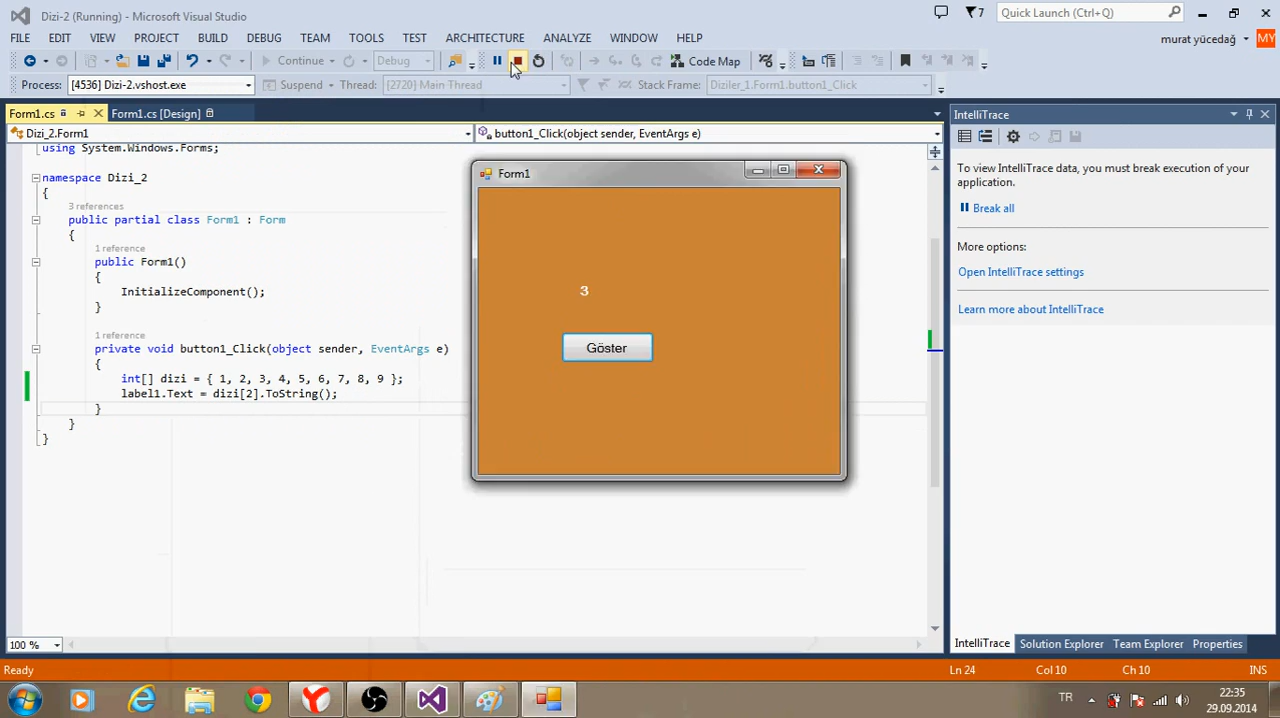 Dizi-2 (Running) - Microsoft Visual Studio
7
Quick Launch (Ctrl+Q)
FILE EDIT VIEW PROJECT BUILD DEBUG TEAM TOOLS TEST ARCHITECTURE ANALYZE WINDOW HELP
murat yücedağ
MY
Continue
Debug
Code Map
Process: [4536] Dizi-2.vshost.exe
Suspend
Thread: [2720] Main Thread
Stack Frame: Diziler_1.Form1.button1_Click
Form1.cs
Form1.cs [Design]
Dizi_2.Form1
button1_Click(object sender, EventArgs e)
using System.Windows.Forms;
namespace Dizi_2
{
3 references
public partial class Form1 : Form
{
1 reference
public Form1()
{
InitializeComponent();
}
1 reference
private void button1_Click(object sender, EventArgs e)
{
int[] dizi = { 1, 2, 3, 4, 5, 6, 7, 8, 9 };
label1.Text = dizi[2].ToString();
}
}
}
Form1
3
Göster
IntelliTrace
To view IntelliTrace data, you must break execution of your
application.
Break all
More options:
Open IntelliTrace settings
Learn more about IntelliTrace
100 %
IntelliTrace Solution Explorer Team Explorer Properties
Ready
Ln 24
Col 10
Ch 10
INS
TR
22:35
29.09.2014